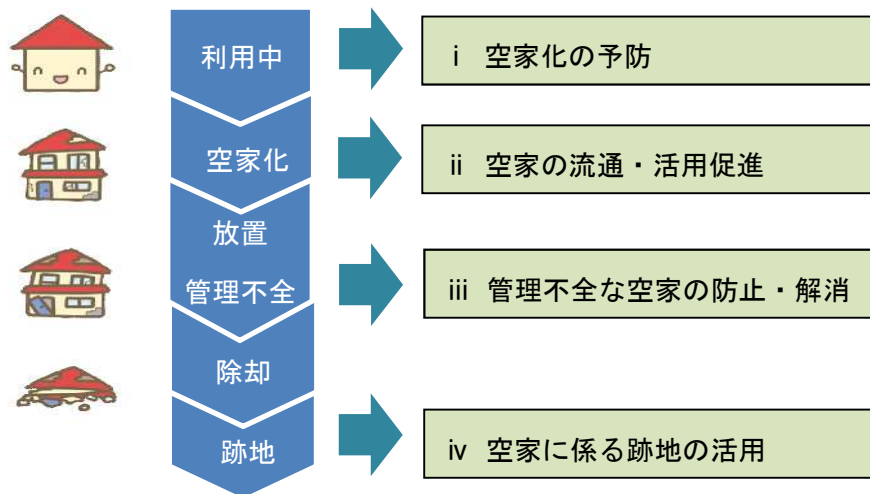 利用中
ⅰ 空家化の予防
空家化
ⅱ 空家の流通・活用促進
放置
管理不全
ⅲ 管理不全な空家の防止・解消
除却
跡地
ⅳ 空家に係る跡地の活用